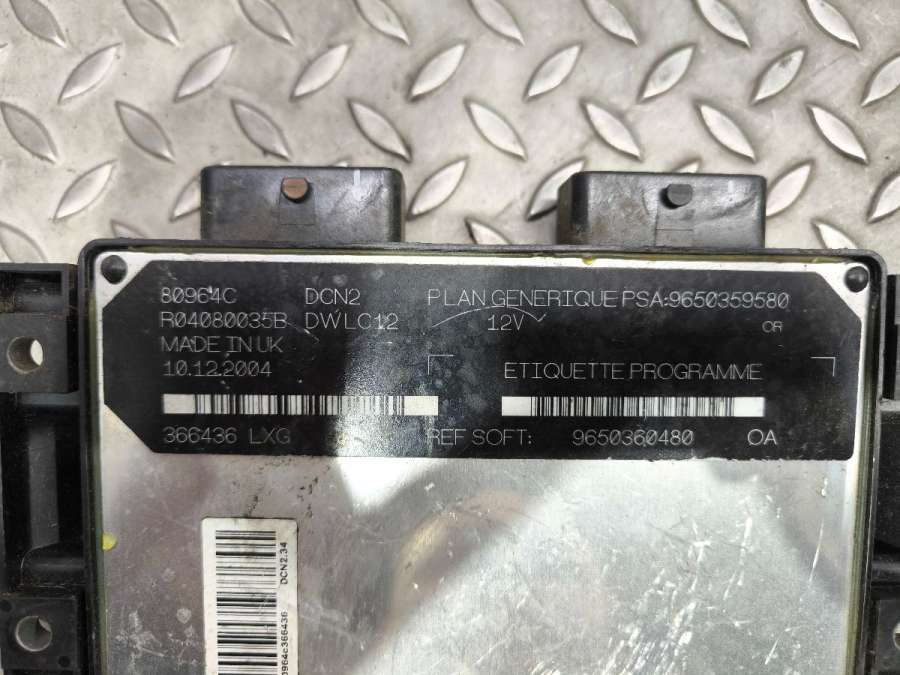 80964C DCN2 PLAN GENERIQUE PSA:9650359580
R04080035B DWLC12 12V OR
MADE IN UK
10.12.2004 ETIQUETTE PROGRAMME
366436 LXG REF SOFT: 9650360480 OA
DCN2.34
0964c366436